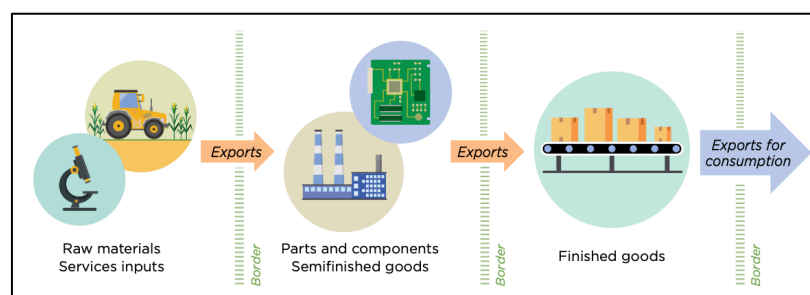 Raw materials
Services inputs
Exports
Border
Parts and components
Semifinished goods
Exports
Border
Finished goods
Exports for
consumption
Border